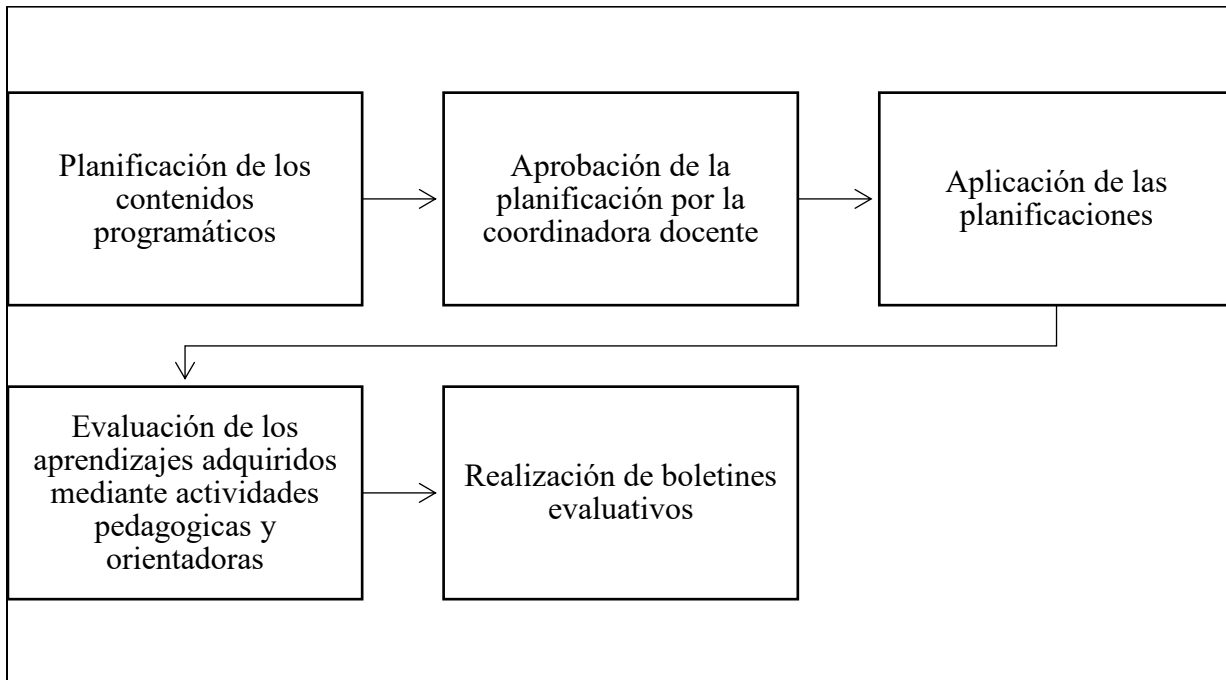 Planificación de los
contenidos
programáticos
Aprobación de la
planificación por la
coordinadora docente
Aplicación de las
planificaciones
Evaluación de los
aprendizajes adquiridos
mediante actividades
pedagogicas y
orientadoras
Realización de boletines
evaluativos